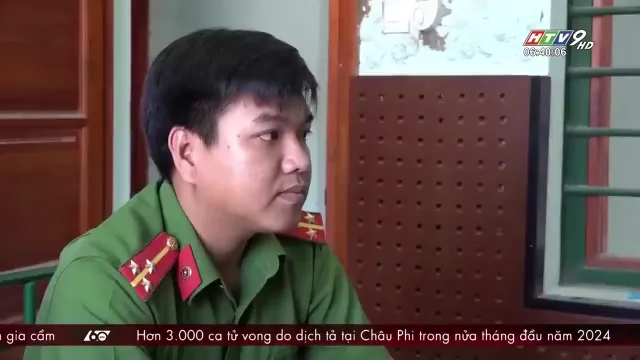 HTV9 HD
06:40:06
n gia cầm 60 Hơn 3.000 ca tử vong do dịch tả tại Châu Phi trong nửa tháng đầu năm 2024